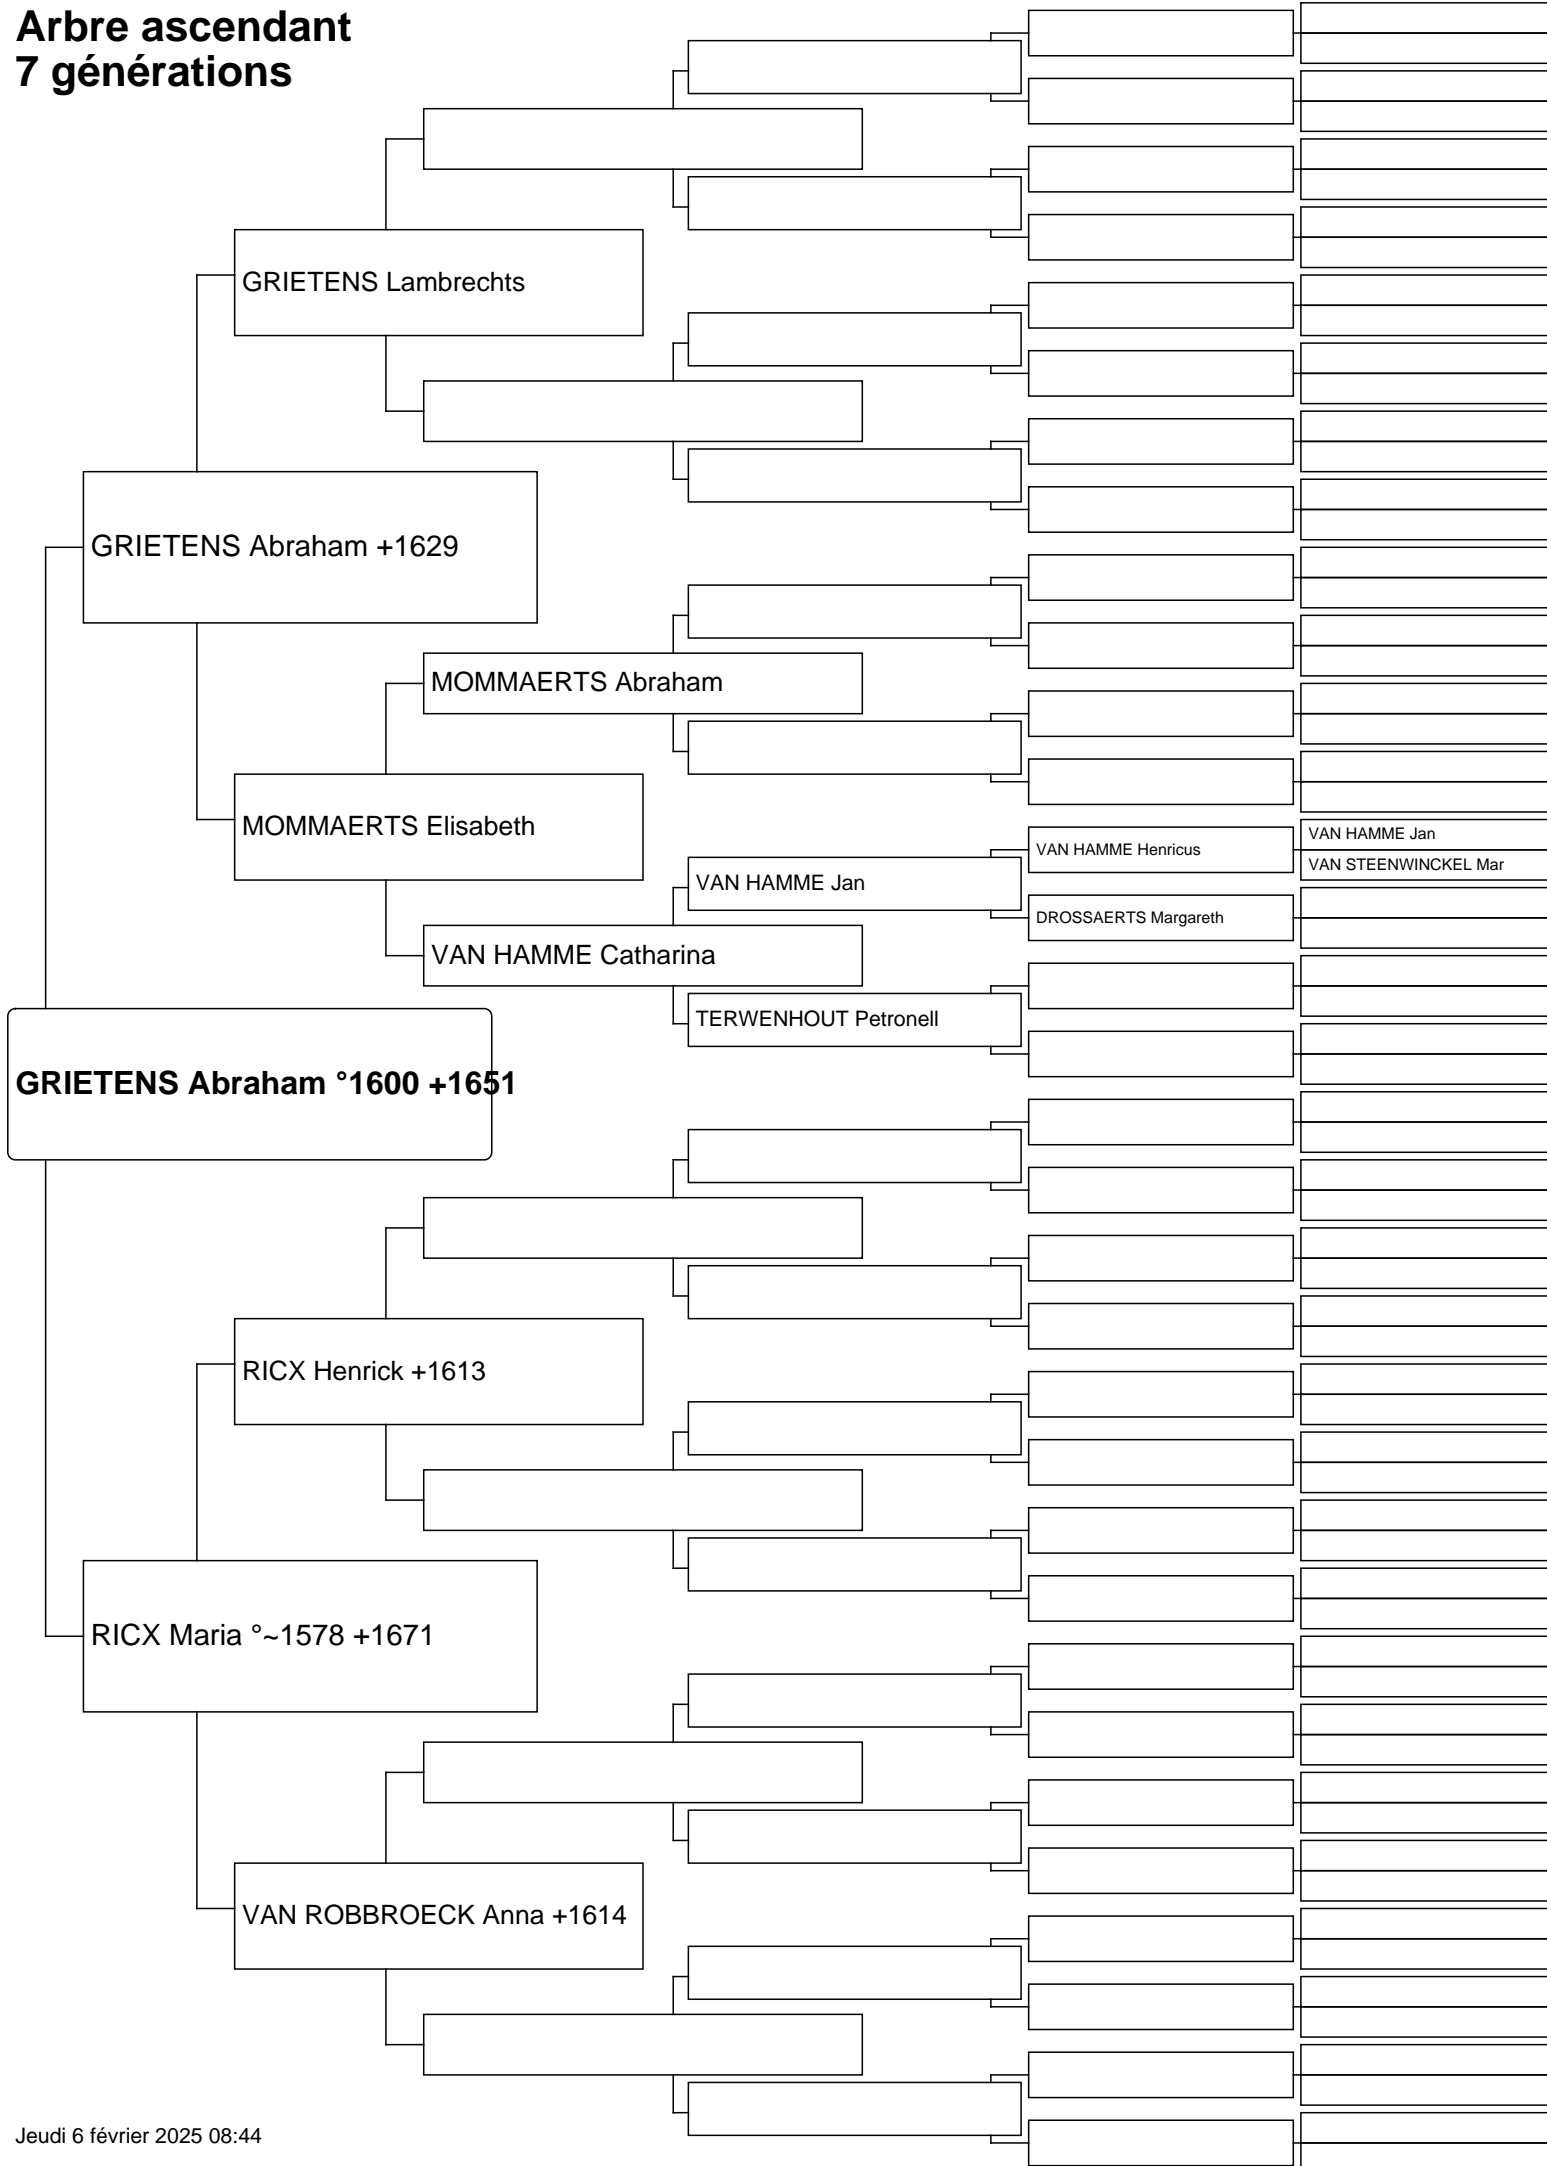 Arbre ascendant
7 générations
GRIETENS Lambrechts
GRIETENS Abraham +1629
MOMMAERTS Abraham
MOMMAERTS Elisabeth
VAN HAMME Jan
VAN HAMME Henricus
VAN STEENWINCKEL Mar
VAN HAMME Jan
DROSSAERTS Margareth
VAN HAMME Catharina
TERWENHOUT Petronell
GRIETENS Abraham °1600 +1651
RICX Henrick +1613
RICX Maria °~1578 +1671
VAN ROBBROECK Anna +1614
Jeudi 6 février 2025 08:44